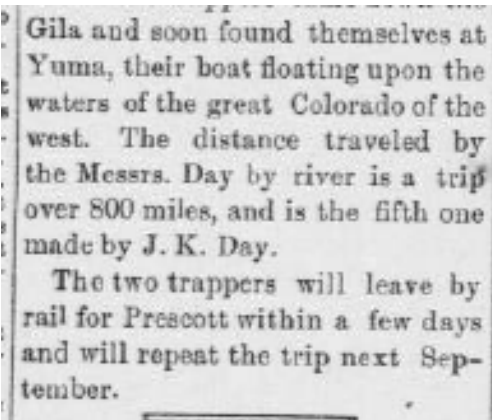 Gila and soon found themselves at
Yuma, their boat floating upon the
waters of the great Colorado of the
west. The distance traveled by
the Messrs. Day by river is a trip
over 800 miles, and is the fifth one
made by J. K. Day.
The two trappers will leave by
rail for Prescott within a few days
and will repeat the trip next Sep-
tember.